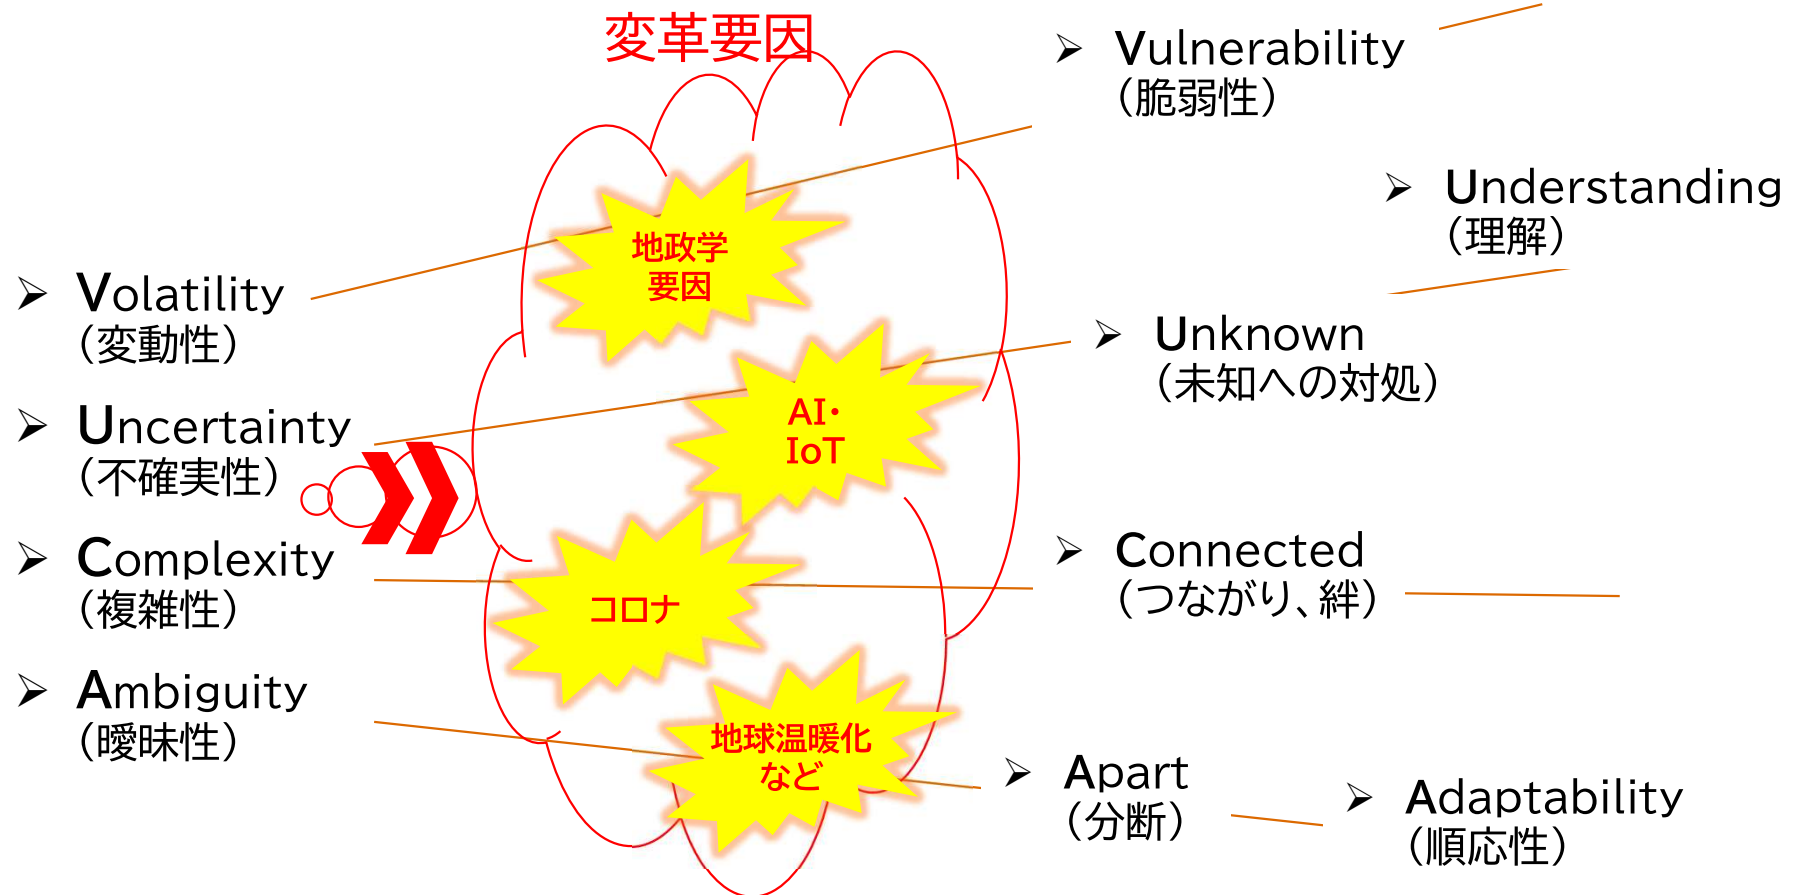 変革要因
➢ Vulnerability
（脆弱性）
➢ Understanding
（理解）
地政学
要因
➢ Volatility
（変動性）
➢ Unknown
（未知への対処）
AI・
IoT
➢ Uncertainty
（不確実性）
➢ Complexity
（複雑性）
コロナ
➢ Connected
（つながり、絆）
➢ Ambiguity
（曖昧性）
地球温暖化
など
➢ Apart
（分断）
➢ Adaptability
（順応性）